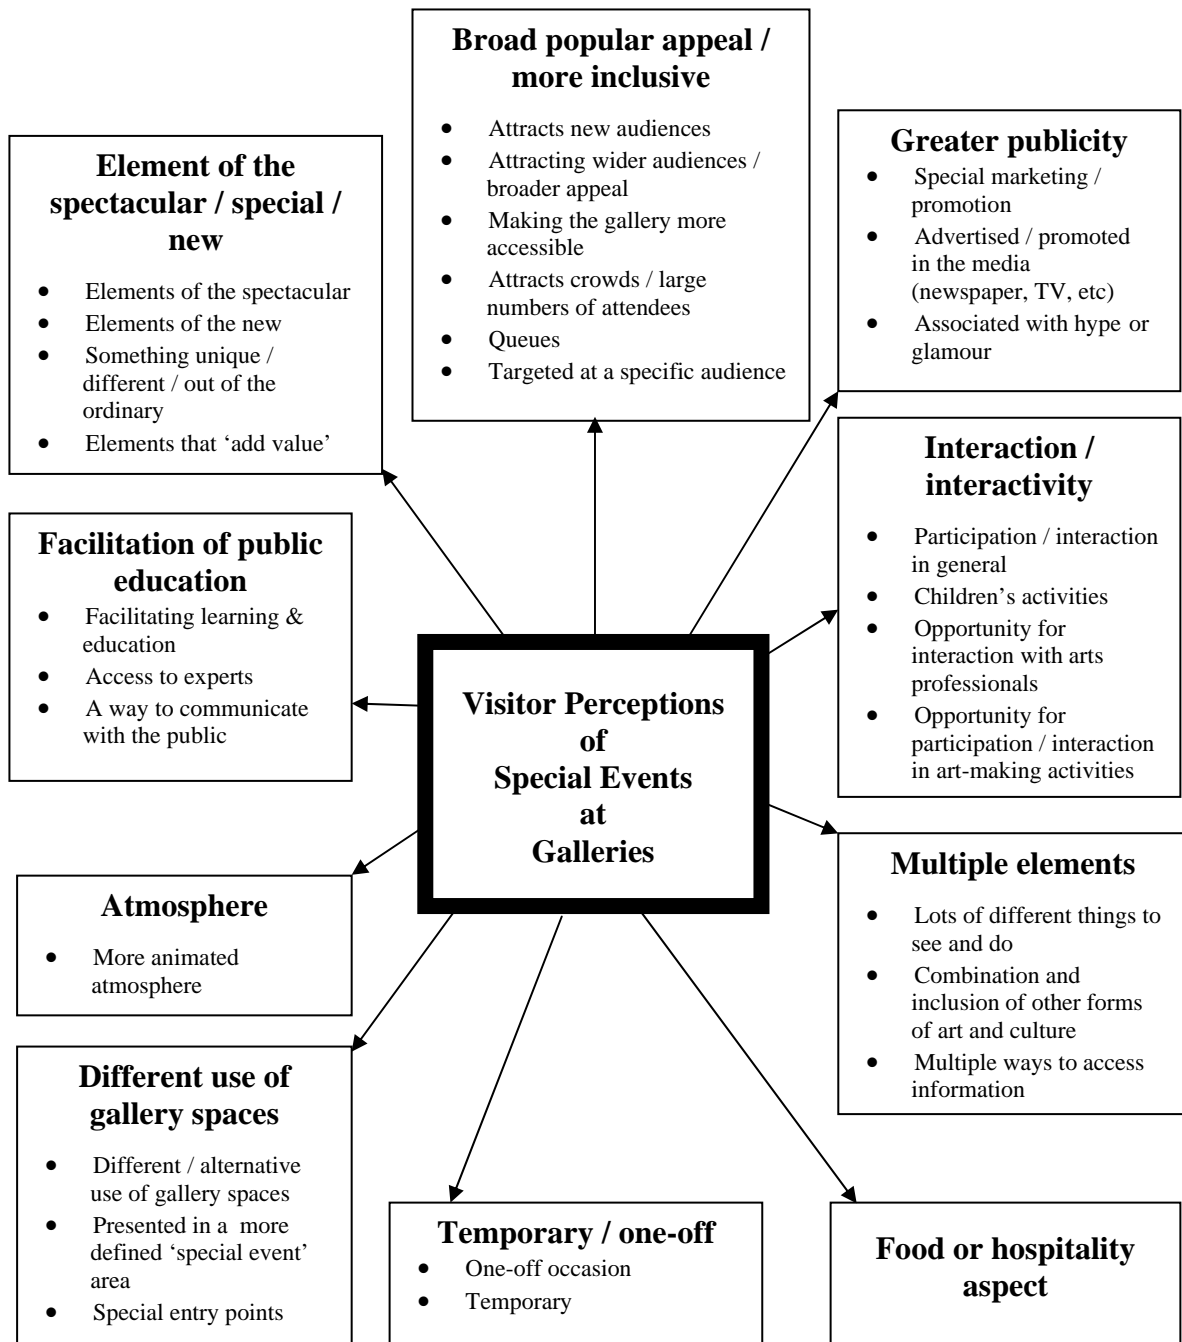 Broad popular appeal /
more inclusive
• Attracts new audiences
• Attracting wider audiences /
broader appeal
• Making the gallery more
accessible
• Attracts crowds / large
numbers of attendees
• Queues
• Targeted at a specific audience
Element of the
spectacular / special /
new
• Elements of the spectacular
• Elements of the new
• Something unique /
different / out of the
ordinary
• Elements that ‘add value’
Greater publicity
• Special marketing /
promotion
• Advertised / promoted
in the media
(newspaper, TV, etc)
• Associated with hype or
glamour
Interaction /
interactivity
• Participation / interaction
in general
• Children’s activities
• Opportunity for
interaction with arts
professionals
• Opportunity for
participation / interaction
in art-making activities
Facilitation of public
education
• Facilitating learning &
education
• Access to experts
• A way to communicate
with the public
Visitor Perceptions
of
Special Events
at
Galleries
Multiple elements
• Lots of different things to
see and do
• Combination and
inclusion of other forms
of art and culture
• Multiple ways to access
information
Atmosphere
• More animated
atmosphere
Different use of
gallery spaces
• Different / alternative
use of gallery spaces
• Presented in a more
defined ‘special event’
area
• Special entry points
Temporary / one-off
• One-off occasion
• Temporary
Food or hospitality
aspect